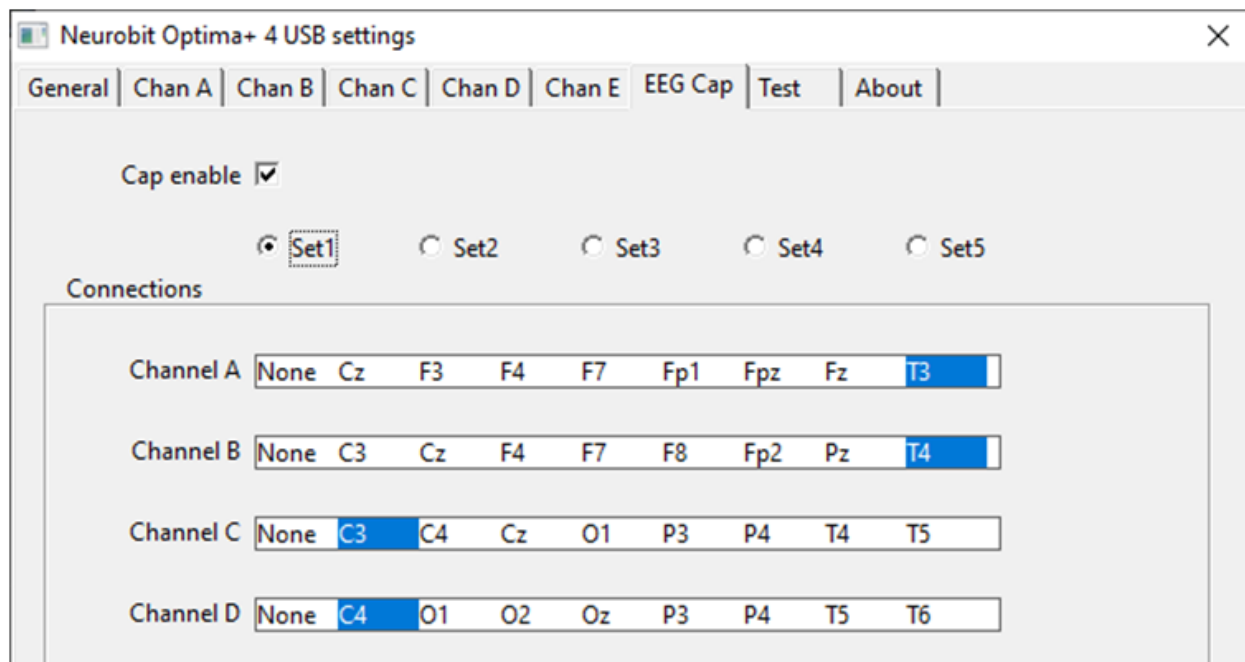 Neurobit Optima+ 4 USB settings
General Chan A Chan B Chan C Chan D Chan E EEG Cap Test About
Cap enable
Set1 Set2 Set3 Set4 Set5
Connections
Channel A None Cz F3 F4 F7 Fp1 Fpz Fz T3
Channel B None C3 Cz F4 F7 F8 Fp2 Pz T4
Channel C None C3 C4 Cz O1 P3 P4 T4 T5
Channel D None C4 O1 O2 Oz P3 P4 T5 T6